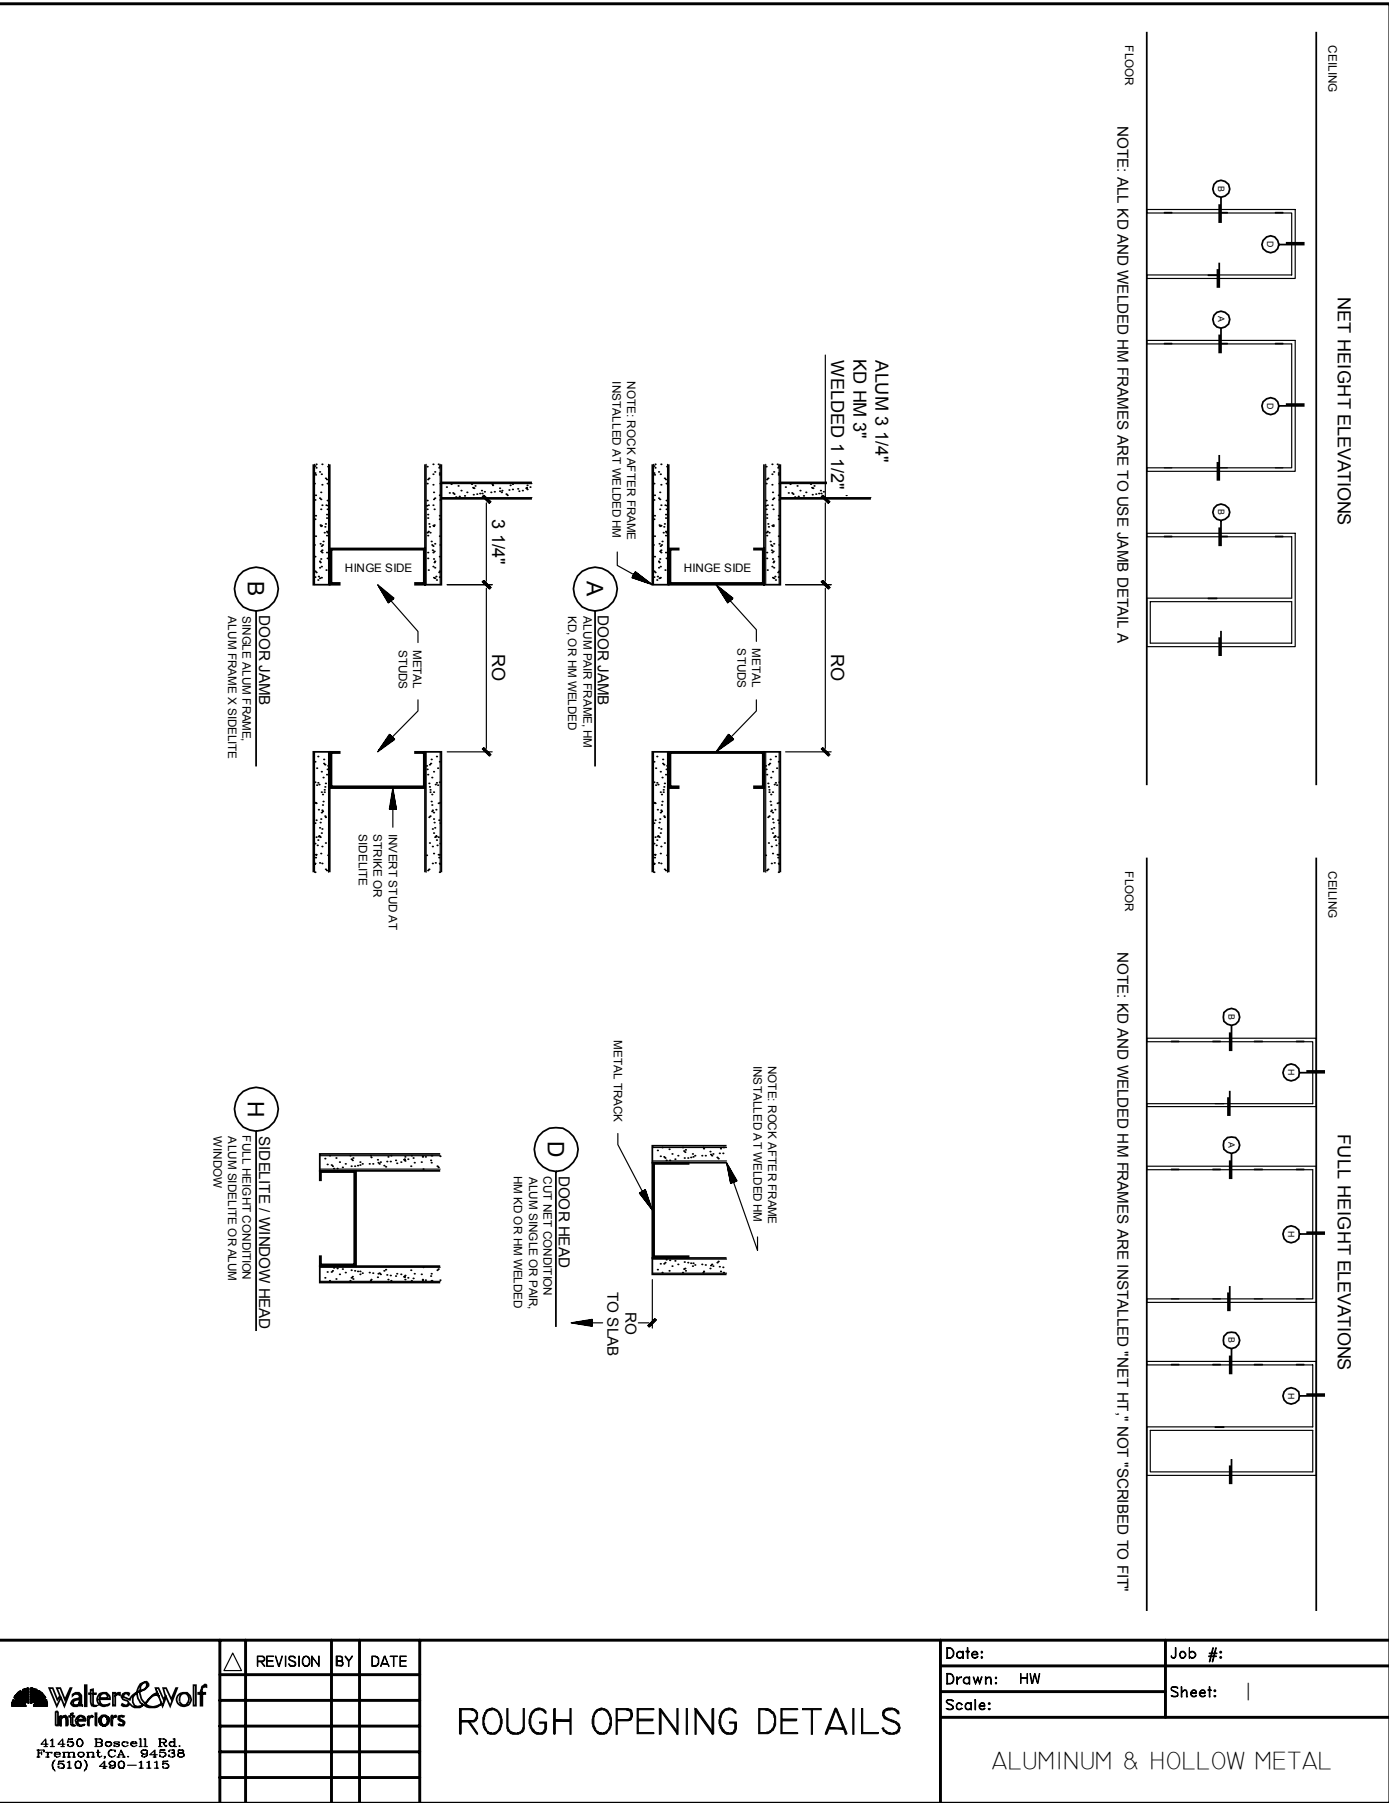 NET HEIGHT ELEVATIONS
CEILING
FLOOR
B
D
A
D
B
NOTE: ALL KD AND WELDED HM FRAMES ARE TO USE JAMB DETAIL A
FULL HEIGHT ELEVATIONS
CEILING
FLOOR
B
H
A
H
B
H
NOTE: KD AND WELDED HM FRAMES ARE INSTALLED "NET HT," NOT "SCRIBED TO FIT"
ALUM 3 1/4"
KD HM 3"
WELDED 1 1/2"
RO
NOTE: ROCK AFTER FRAME
INSTALLED AT WELDED HM
HINGE SIDE
METAL
STUDS
A
DOOR JAMB
ALUM PAIR FRAME, HM
KD, OR HM WELDED
3 1/4"
RO
HINGE SIDE
METAL
STUDS
INVERT STUD AT
STRIKE OR
SIDELITE
B
DOOR JAMB
SINGLE ALUM FRAME,
ALUM FRAME X SIDELITE
NOTE: ROCK AFTER FRAME
INSTALLED AT WELDED HM
METAL TRACK
RO
TO SLAB
D
DOOR HEAD
CUT NET CONDITION
ALUM SINGLE OR PAIR,
HM KD OR HM WELDED
H
SIDELITE / WINDOW HEAD
FULL HEIGHT CONDITION
ALUM SIDELITE OR ALUM
WINDOW
Walters&Wolf
Interiors
41450 Boscell Rd.
Fremont,CA. 94538
(510) 490-1115
REVISION BY DATE
ROUGH OPENING DETAILS
Date:
Drawn: HW
Scale:
Job #:
Sheet: 1
ALUMINUM & HOLLOW METAL